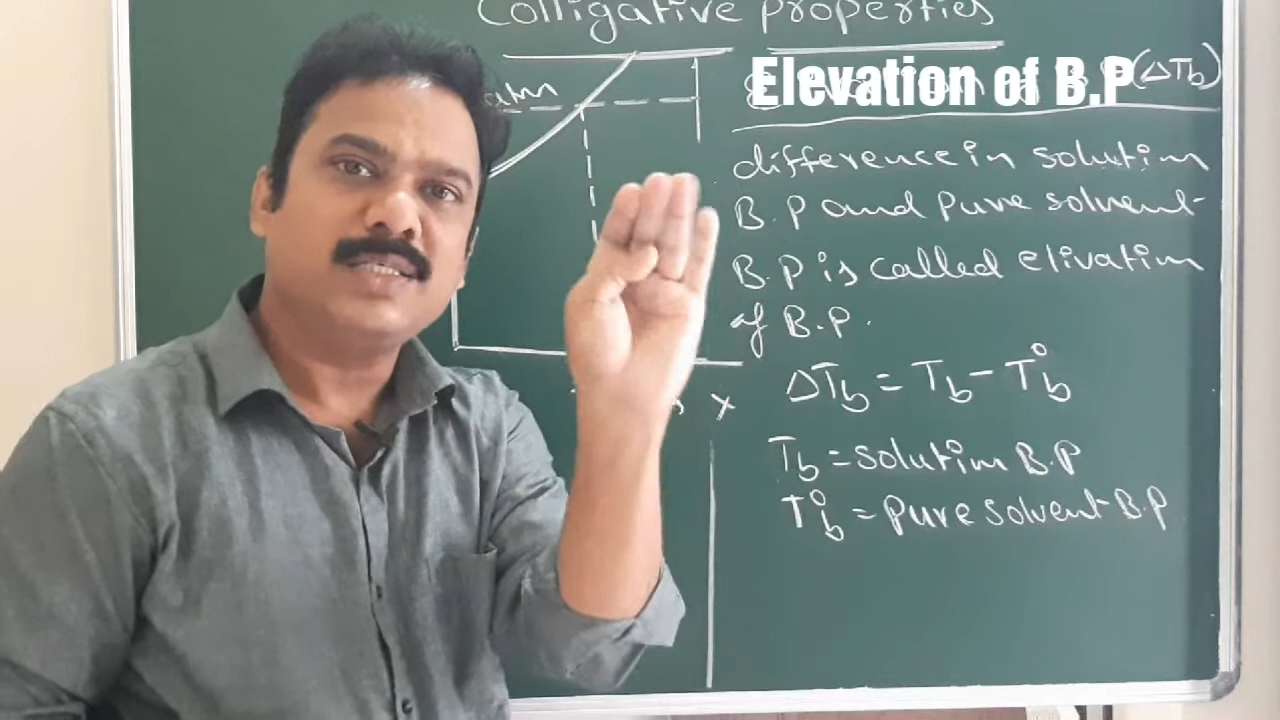 Colligative properties
Elevation of B.P
(ΔTb)
atm
difference in solution
B.P and Pure solvent
B.P is called elivation
of B.P.
x
ΔTb = Tb - T°b
Tb = solution B.P
T°b = Pure solvent B.P